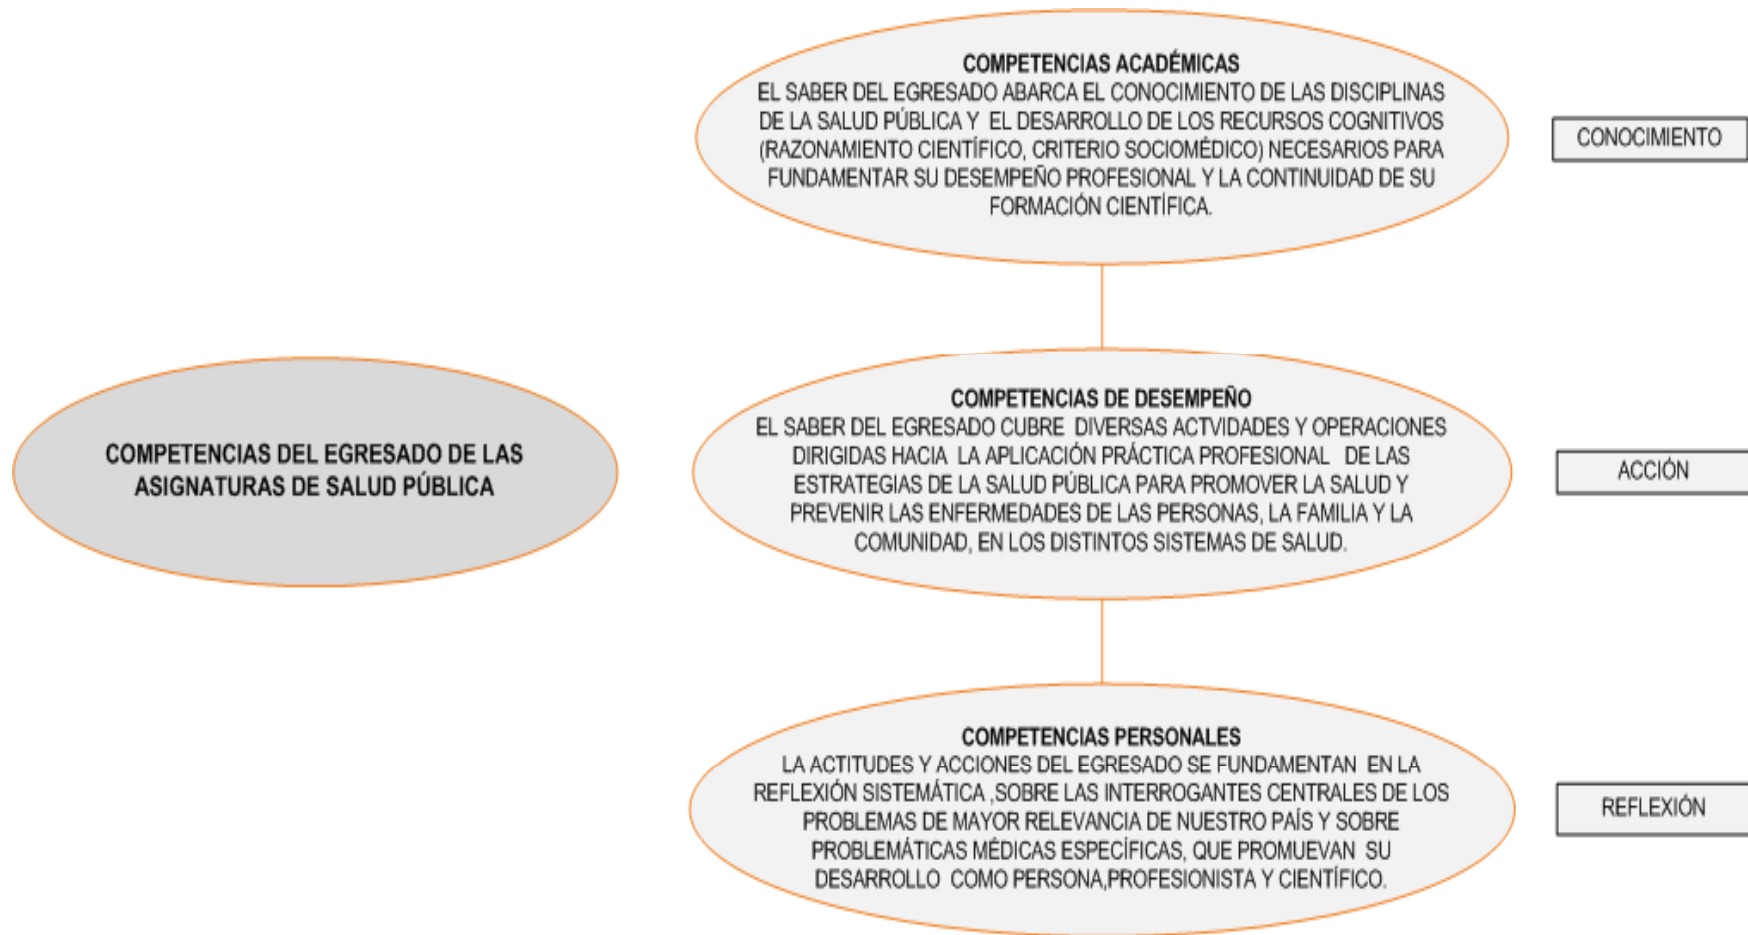 COMPETENCIAS ACADÉMICAS
EL SABER DEL EGRESADO ABARCA EL CONOCIMIENTO DE LAS DISCIPLINAS
DE LA SALUD PÚBLICA Y EL DESARROLLO DE LOS RECURSOS COGNITIVOS
(RAZONAMIENTO CIENTÍFICO, CRITERIO SOCIOMÉDICO) NECESARIOS PARA
FUNDAMENTAR SU DESEMPEÑO PROFESIONAL Y LA CONTINUIDAD DE SU
FORMACIÓN CIENTÍFICA.
CONOCIMIENTO
COMPETENCIAS DEL EGRESADO DE LAS
ASIGNATURAS DE SALUD PÚBLICA
COMPETENCIAS DE DESEMPEÑO
EL SABER DEL EGRESADO CUBRE DIVERSAS ACTVIDADES Y OPERACIONES
DIRIGIDAS HACIA LA APLICACIÓN PRÁCTICA PROFESIONAL DE LAS
ESTRATEGIAS DE LA SALUD PÚBLICA PARA PROMOVER LA SALUD Y
PREVENIR LAS ENFERMEDADES DE LAS PERSONAS, LA FAMILIA Y LA
COMUNIDAD, EN LOS DISTINTOS SISTEMAS DE SALUD.
ACCIÓN
COMPETENCIAS PERSONALES
LA ACTITUDES Y ACCIONES DEL EGRESADO SE FUNDAMENTAN EN LA
REFLEXIÓN SISTEMÁTICA ,SOBRE LAS INTERROGANTES CENTRALES DE LOS
PROBLEMAS DE MAYOR RELEVANCIA DE NUESTRO PAÍS Y SOBRE
PROBLEMÁTICAS MÉDICAS ESPECÍFICAS, QUE PROMUEVAN SU
DESARROLLO COMO PERSONA,PROFESIONISTA Y CIENTÍFICO.
REFLEXIÓN